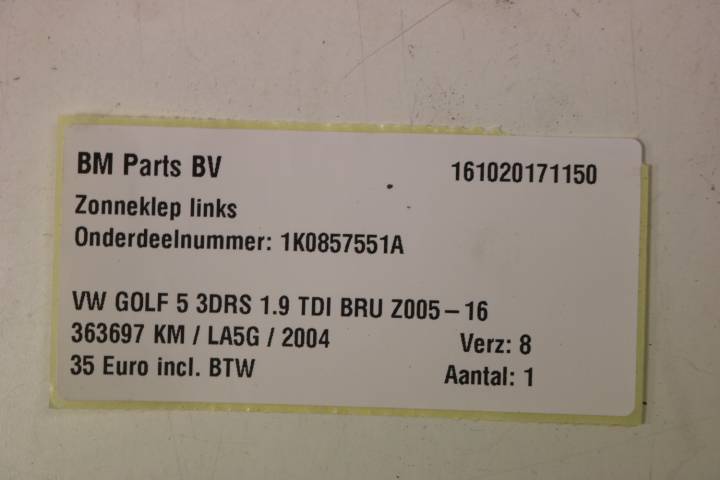 BM Parts BV 161020171150
Zonneklep links
Onderdeelnummer: 1K0857551A
VW GOLF 5 3DRS 1.9 TDI BRU Z005-16
363697 KM / LA5G / 2004 Verz: 8
35 Euro incl. BTW Aantal: 1